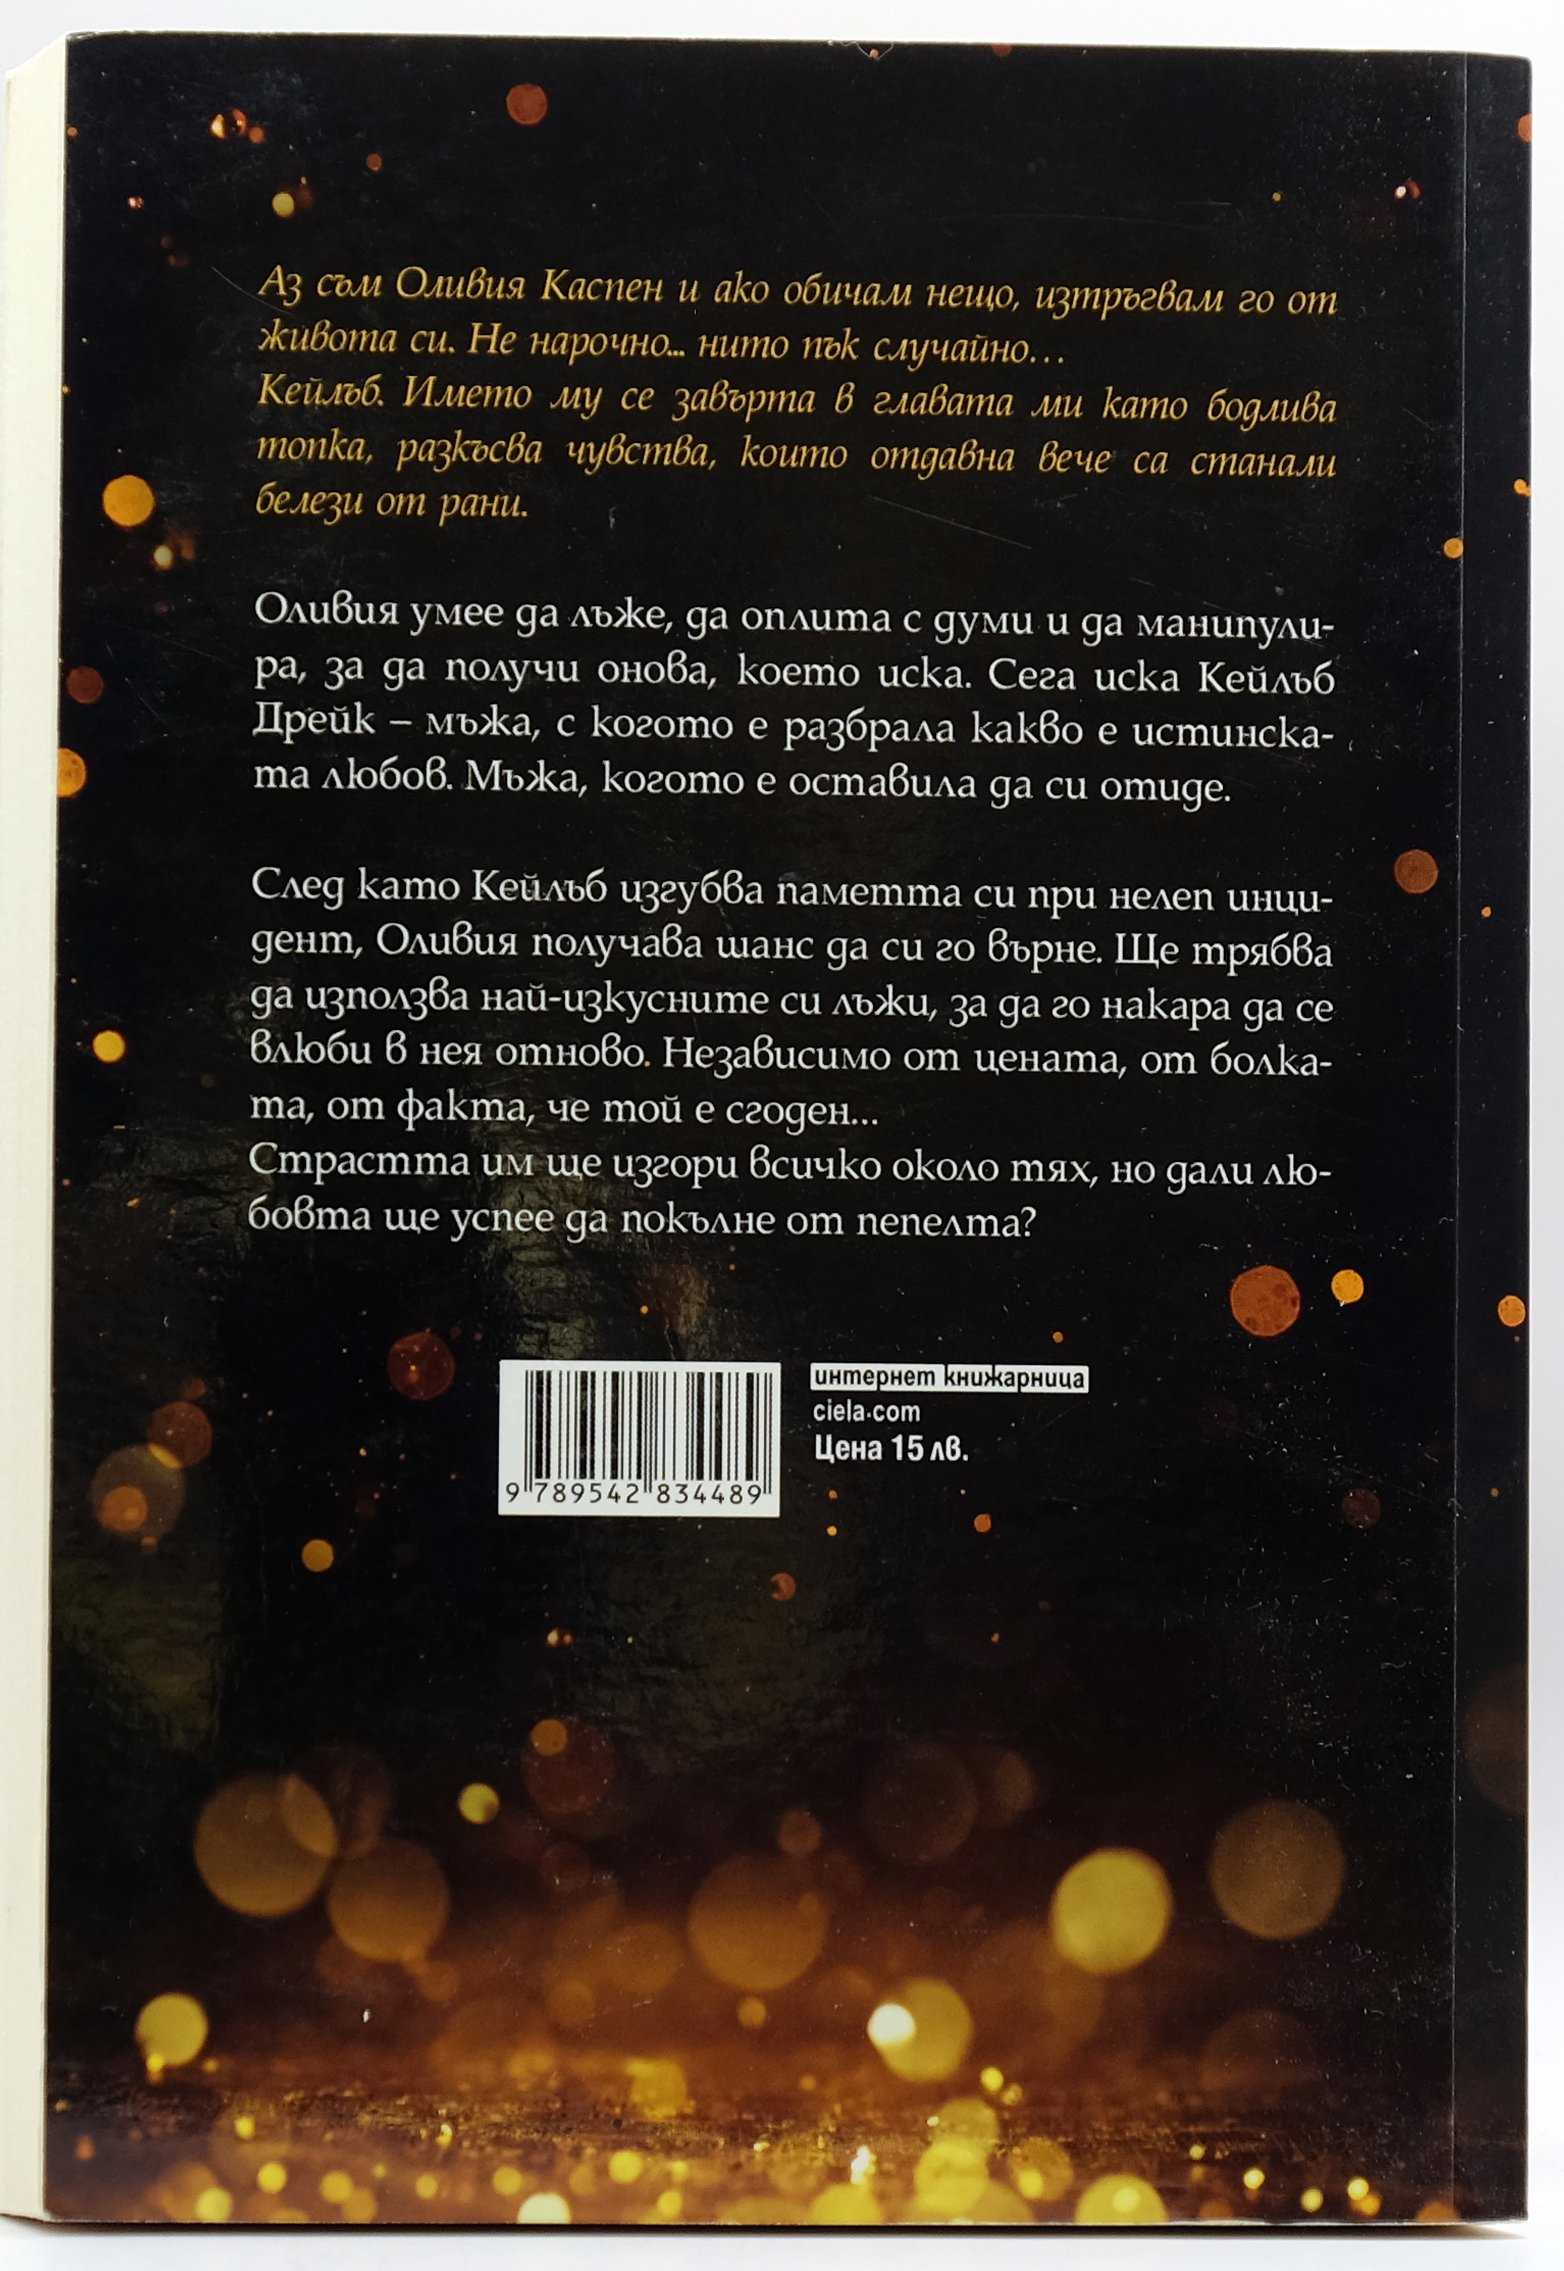 Аз съм Оливия Каспен и ако обичам нещо, изтръгвам го от
живота си. Не нарочно... нито пък случайно...
Кейлъб. Името му се завърта в главата ми като бодлива
топка, разкъсва чувства, които отдавна вече са станали
белези от рани.
Оливия умее да лъже, да оплита с думи и да манипули-
ра, за да получи онова, което иска. Сега иска Кейлъб
Дрейк – мъжа, с когото е разбрала какво е истинска-
та любов. Мъжа, когото е оставила да си отиде.
След като Кейлъб изгубва паметта си при нелеп инци-
дент, Оливия получава шанс да си го върне. Ще трябва
да използва най-изкусните си лъжи, за да го накара да се
влюби в нея отново. Независимо от цената, от болка-
та, от факта, че той е сгоден...
Страстта им ще изгори всичко около тях, но дали лю-
бовта ще успее да покълне от пепелта?
интернет книжарница
ciela.com
Цена 15 лв.
9 789542 834489